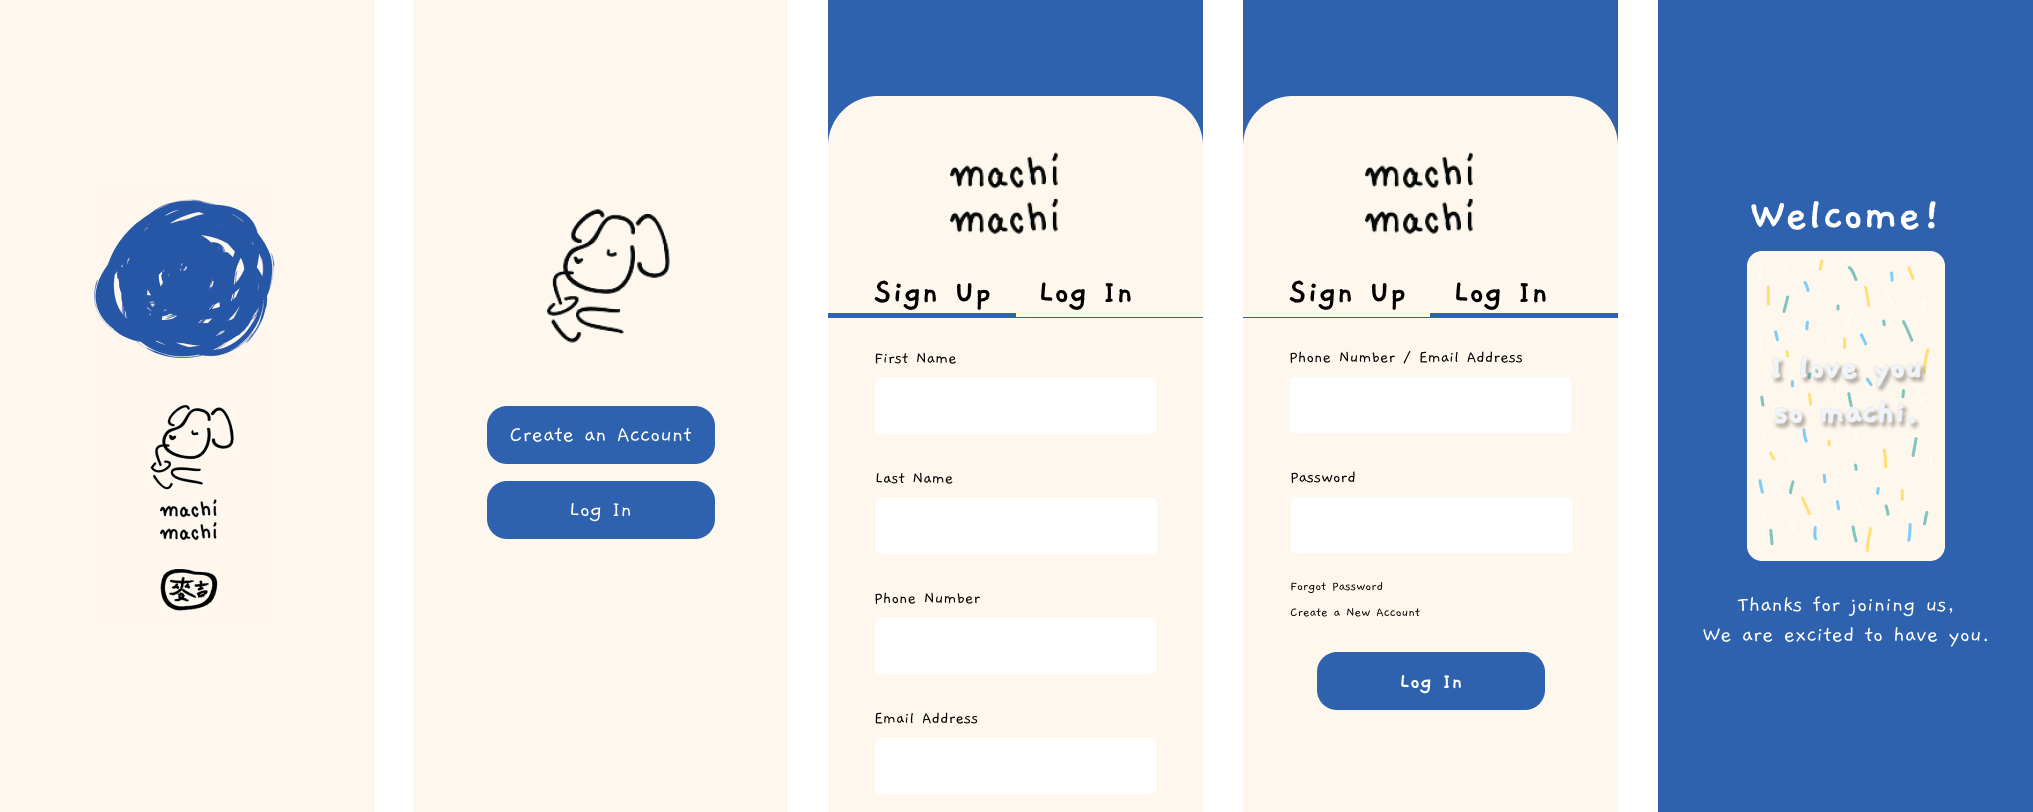 machi
machi
麥吉
Create an Account
Log In
machi
machi
Sign Up Log In
First Name
Last Name
Phone Number
Email Address
machi
machi
Sign Up Log In
Phone Number / Email Address
Password
Forgot Password
Create a New Account
Log In
Welcome!
I love you
so machi.
Thanks for joining us,
We are excited to have you.